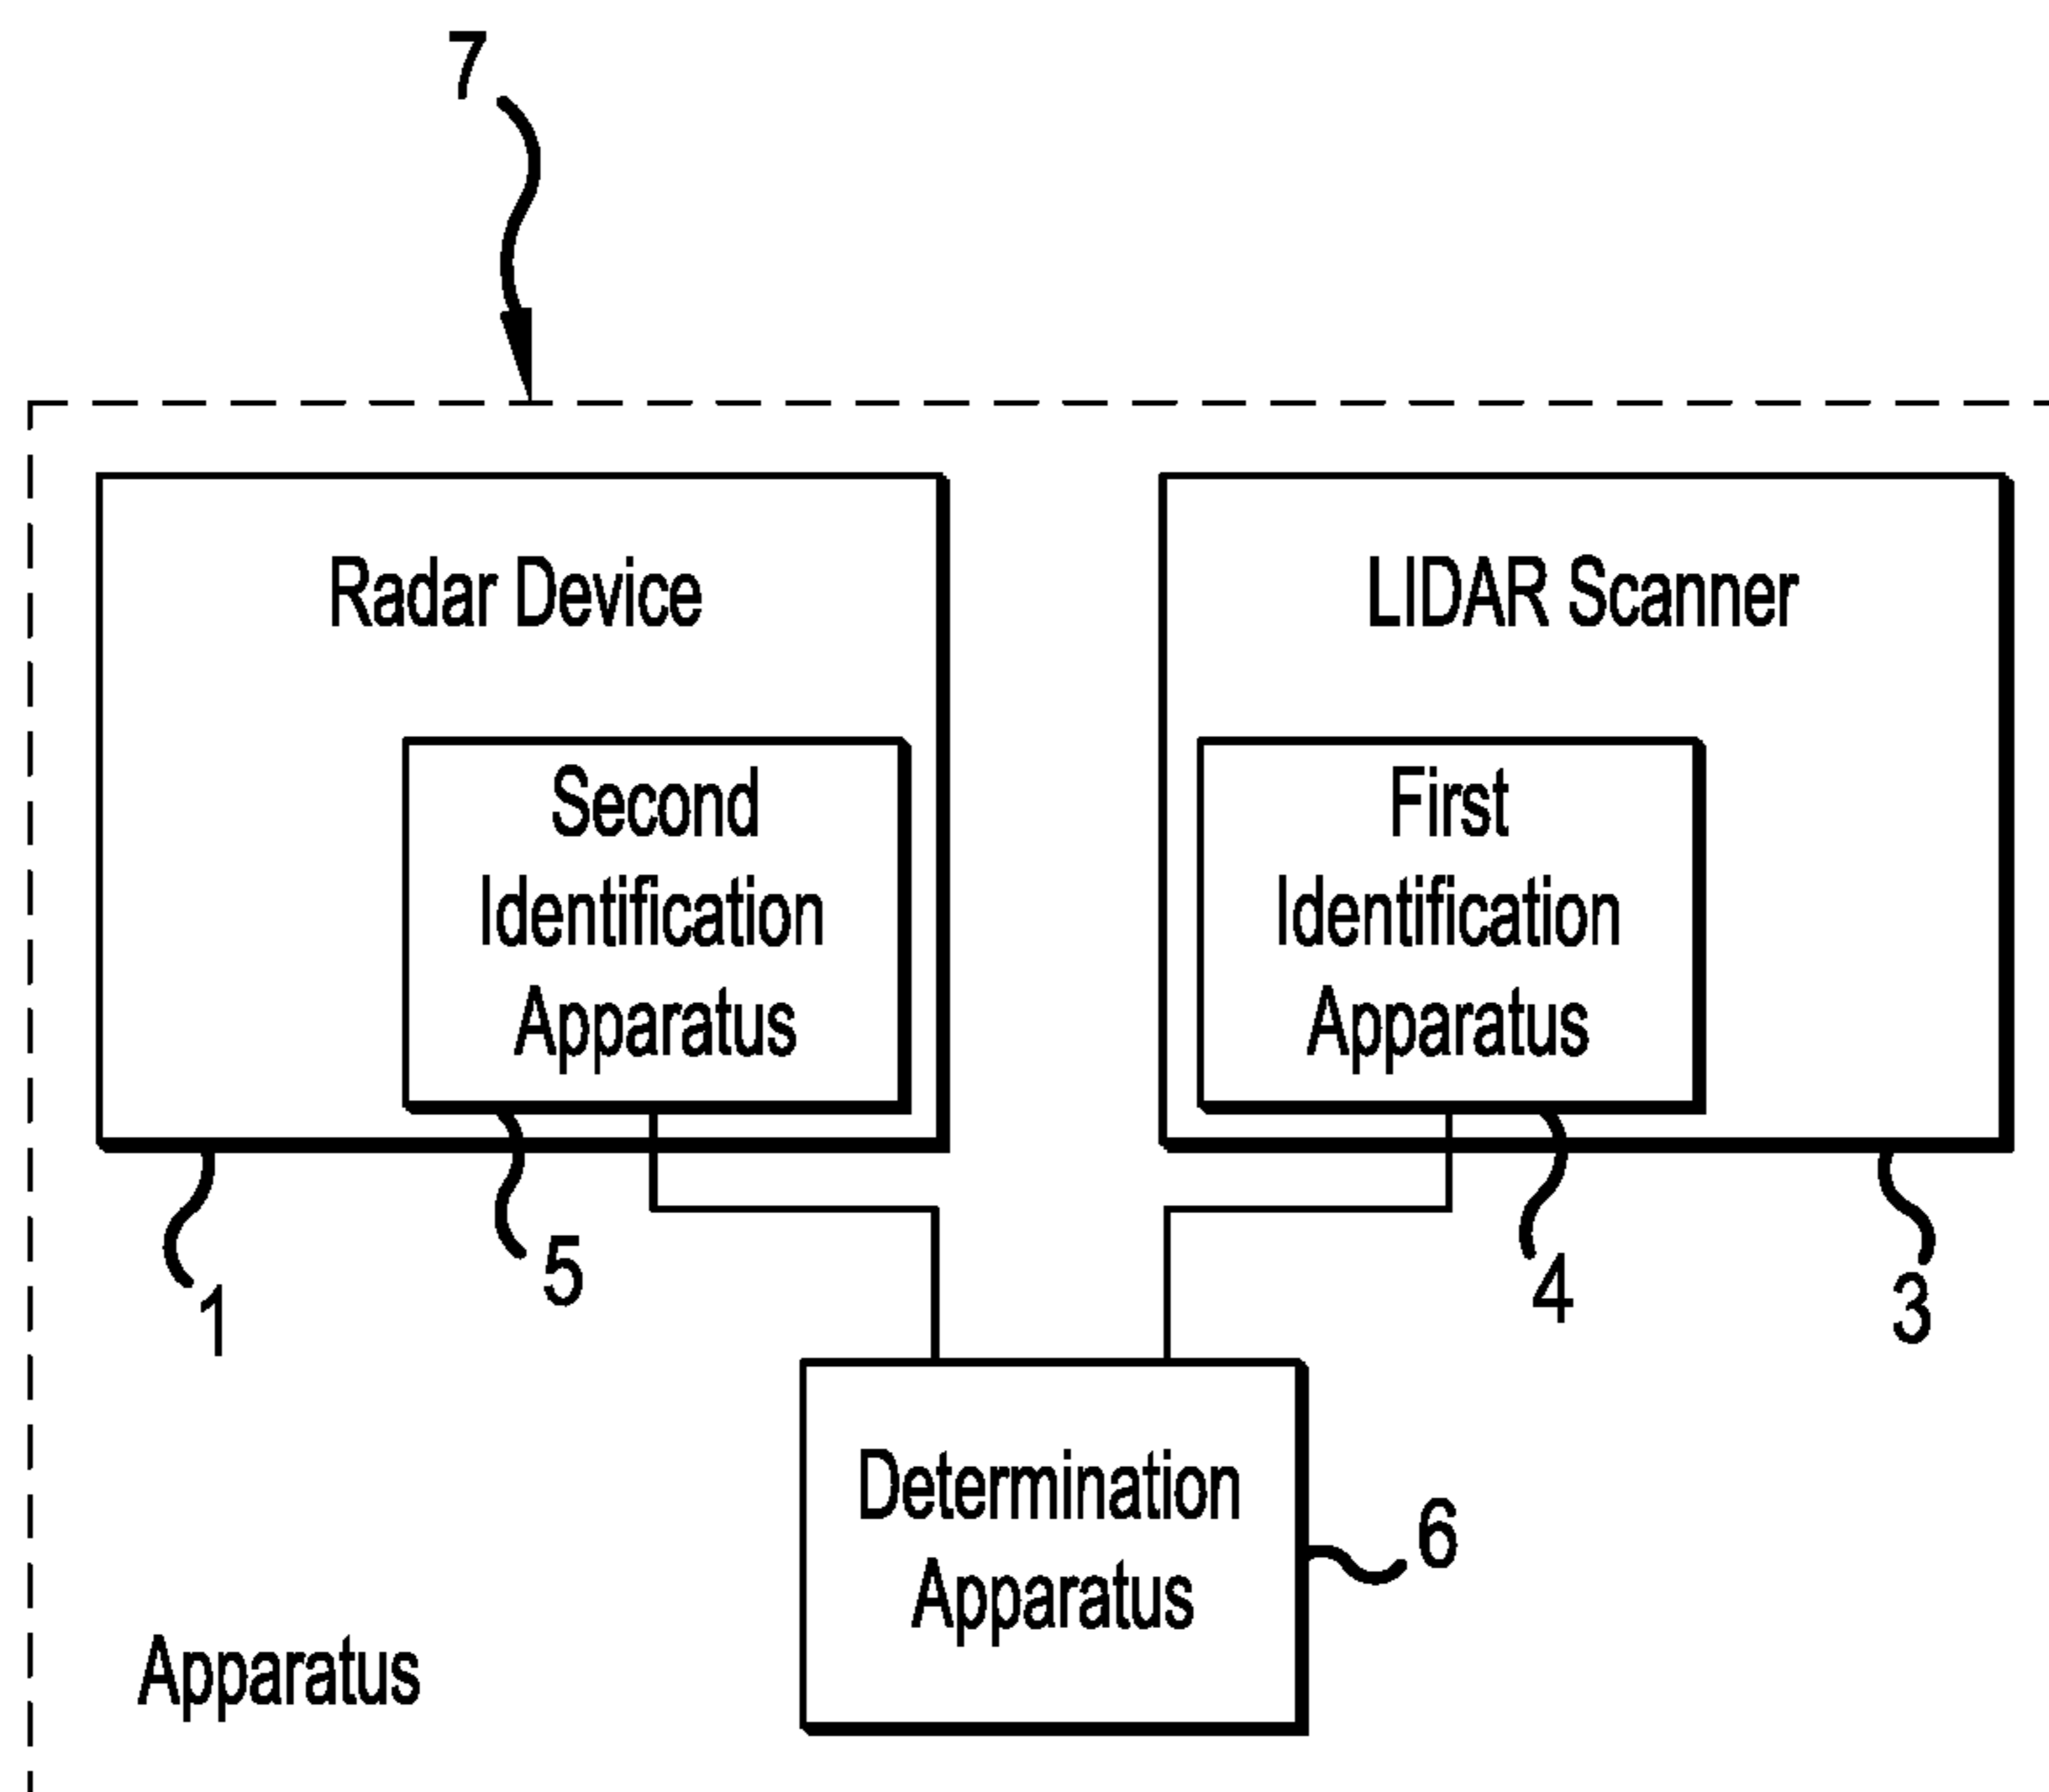 7
Radar Device
LIDAR Scanner
Second
Identification
Apparatus
First
Identification
Apparatus
1
5
4
3
Determination
Apparatus
6
Apparatus